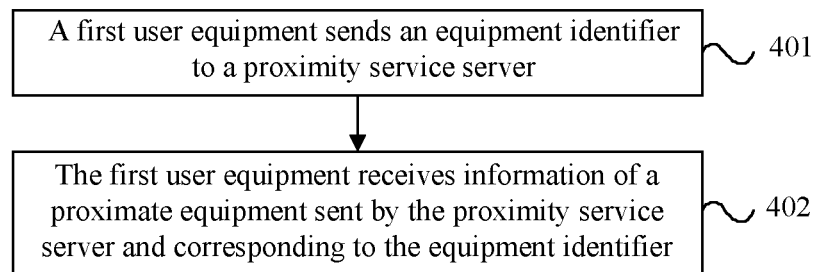 A first user equipment sends an equipment identifier
to a proximity service server
401
The first user equipment receives information of a
proximate equipment sent by the proximity service
server and corresponding to the equipment identifier
402